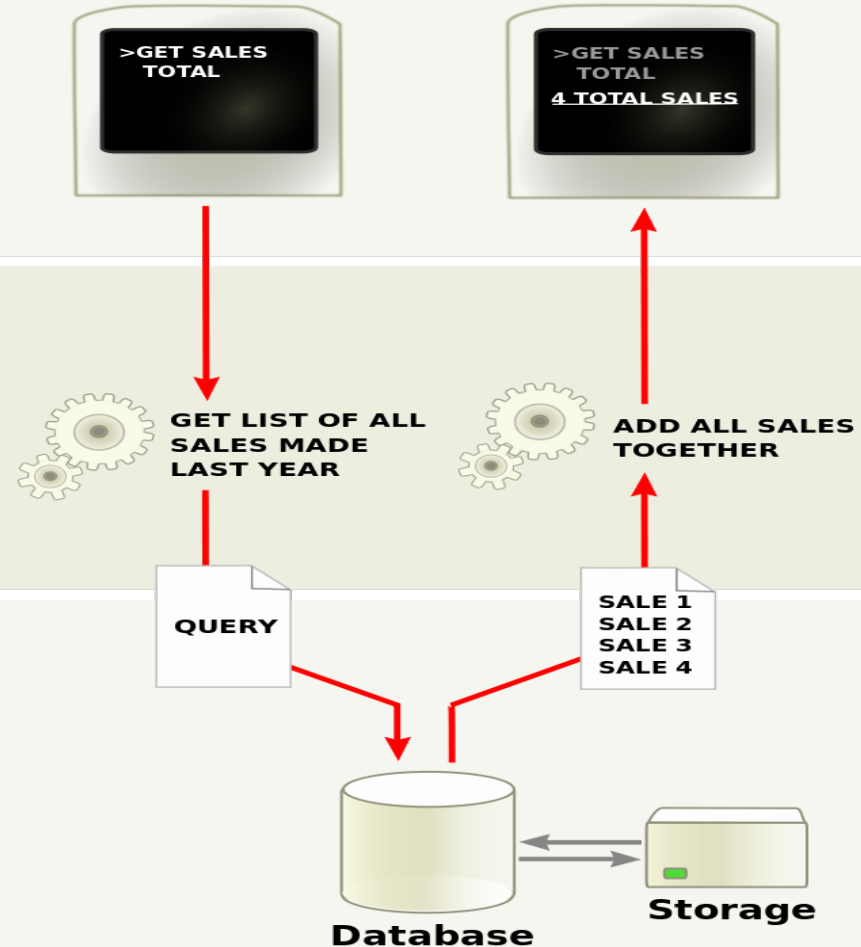 >GET SALES
TOTAL
>GET SALES
TOTAL
4 TOTAL SALES
GET LIST OF ALL
SALES MADE
LAST YEAR
ADD ALL SALES
TOGETHER
QUERY
SALE 1
SALE 2
SALE 3
SALE 4
Database
Storage